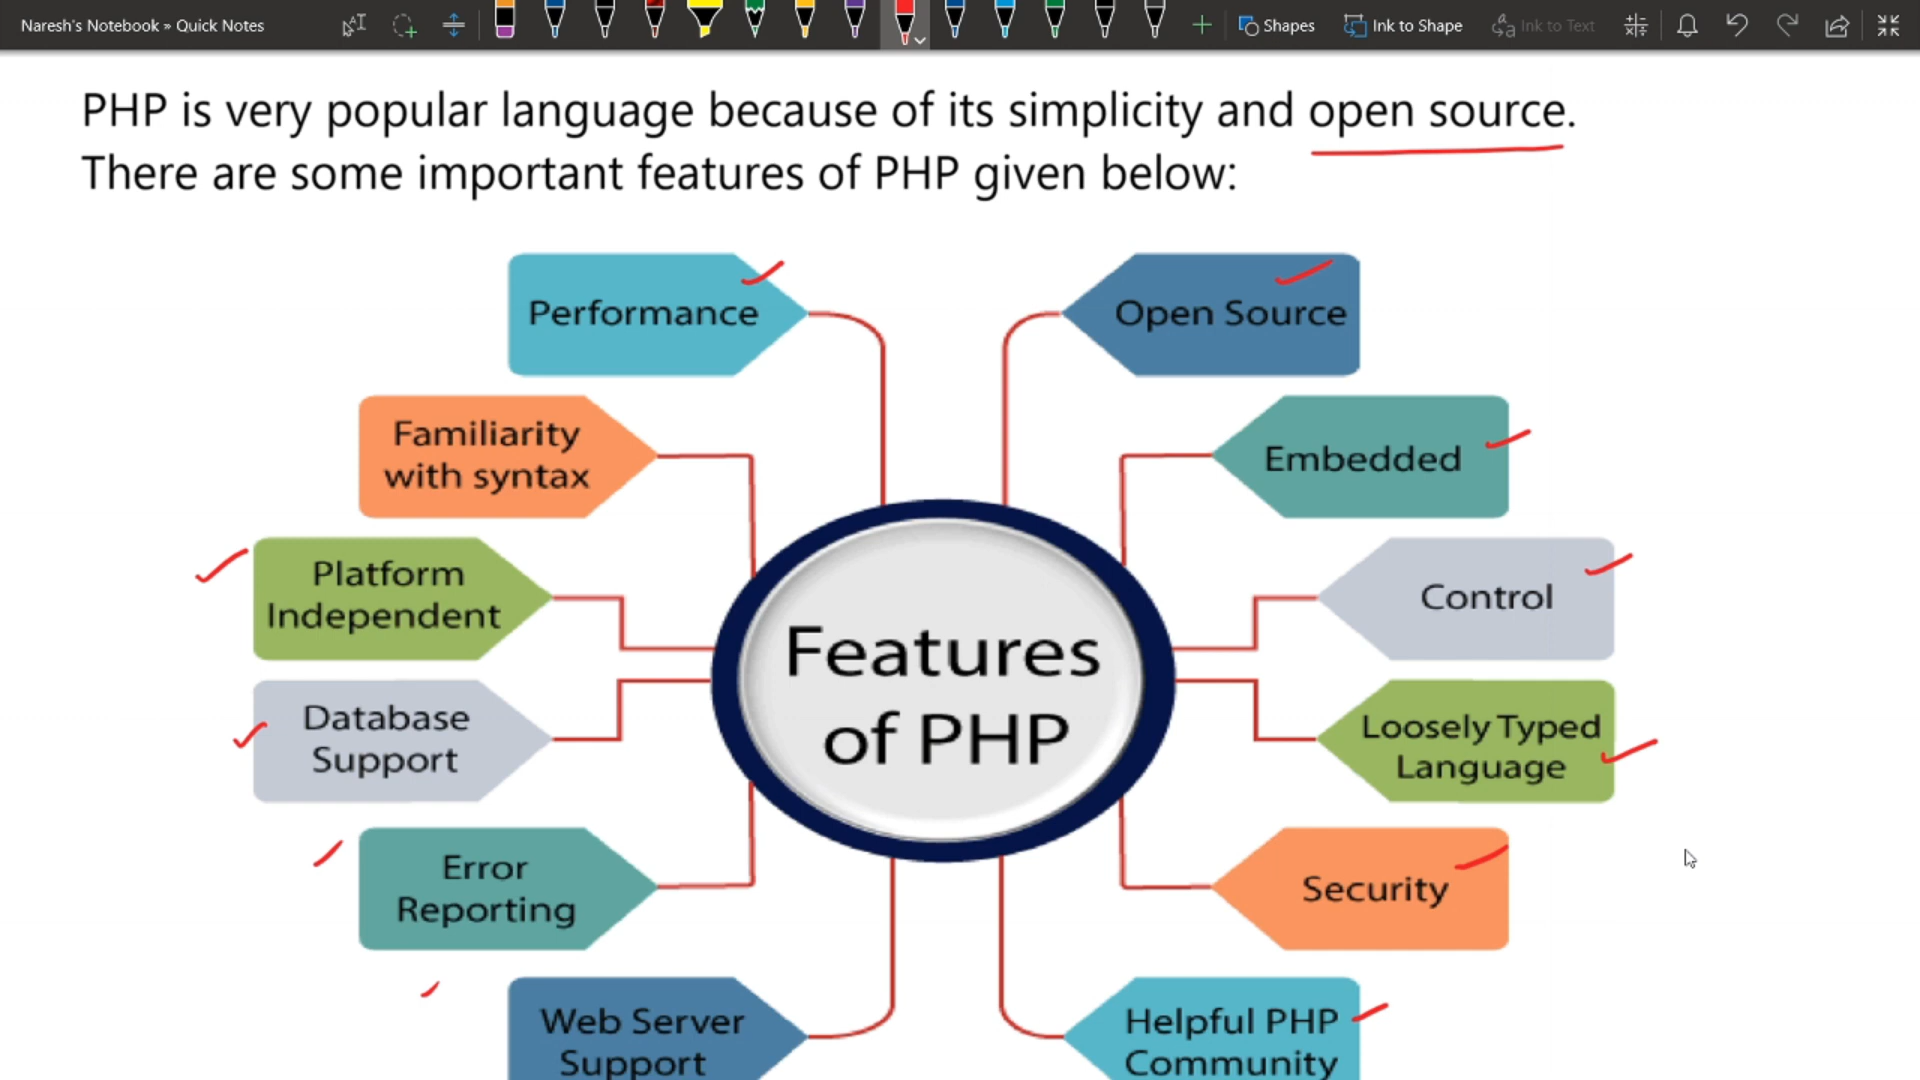 Naresh's Notebook » Quick Notes
Shapes
Ink to Shape
Ink to Text
PHP is very popular language because of its simplicity and open source.
There are some important features of PHP given below:
Performance
Open Source
Familiarity
with syntax
Embedded
Platform
Independent
Control
Features
of PHP
Database
Support
Loosely Typed
Language
Error
Reporting
Security
Web Server
Support
Helpful PHP
Community